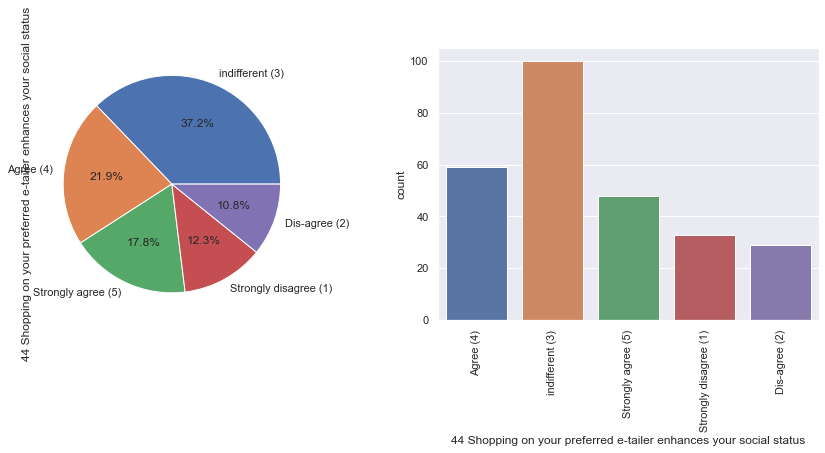 44 Shopping on your preferred e-tailer enhances your social status
indifferent (3)
37.2%
Agree (4)
21.9%
10.8%
Dis-agree (2)
17.8%
12.3%
Strongly agree (5)
Strongly disagree (1)
100
80
60
40
20
0
count
Agree (4)
indifferent (3)
Strongly agree (5)
Strongly disagree (1)
Dis-agree (2)
44 Shopping on your preferred e-tailer enhances your social status